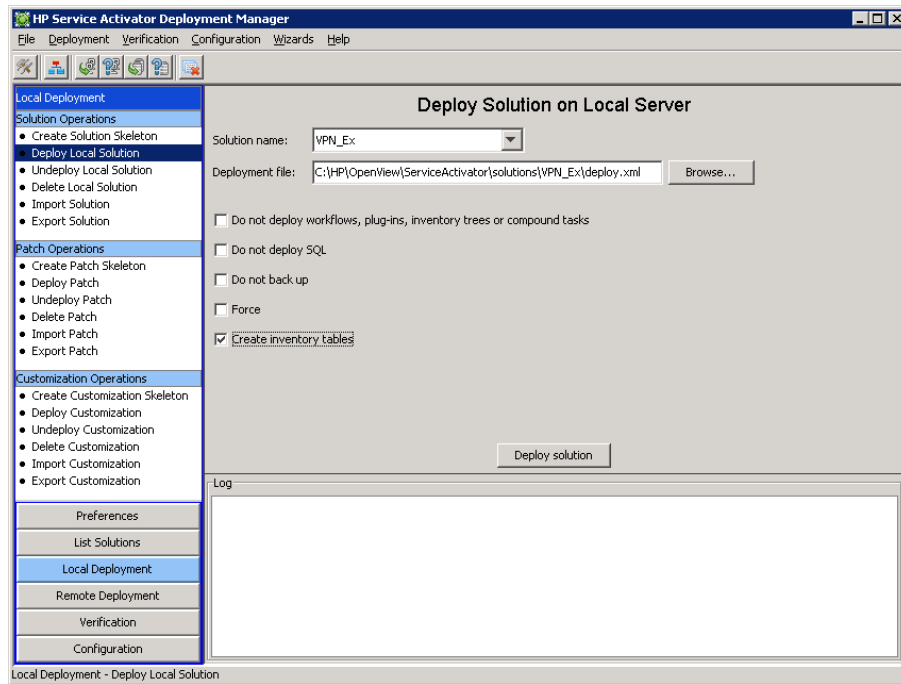 HP Service Activator Deployment Manager
File Deployment Verification Configuration Wizards Help
Local Deployment
Solution Operations
Create Solution Skeleton
Deploy Local Solution
Undeploy Local Solution
Delete Local Solution
Import Solution
Export Solution
Patch Operations
Create Patch Skeleton
Deploy Patch
Undeploy Patch
Delete Patch
Import Patch
Export Patch
Customization Operations
Create Customization Skeleton
Deploy Customization
Undeploy Customization
Delete Customization
Import Customization
Export Customization
Preferences
List Solutions
Local Deployment
Remote Deployment
Verification
Configuration
Deploy Solution on Local Server
Solution name: VPN_Ex
Deployment file: C:\HP\OpenView\ServiceActivator\solutions\VPN_Ex\deploy.xml Browse...
Do not deploy workflows, plug-ins, inventory trees or compound tasks
Do not deploy SQL
Do not back up
Force
Create inventory tables
Deploy solution
Log
Local Deployment - Deploy Local Solution